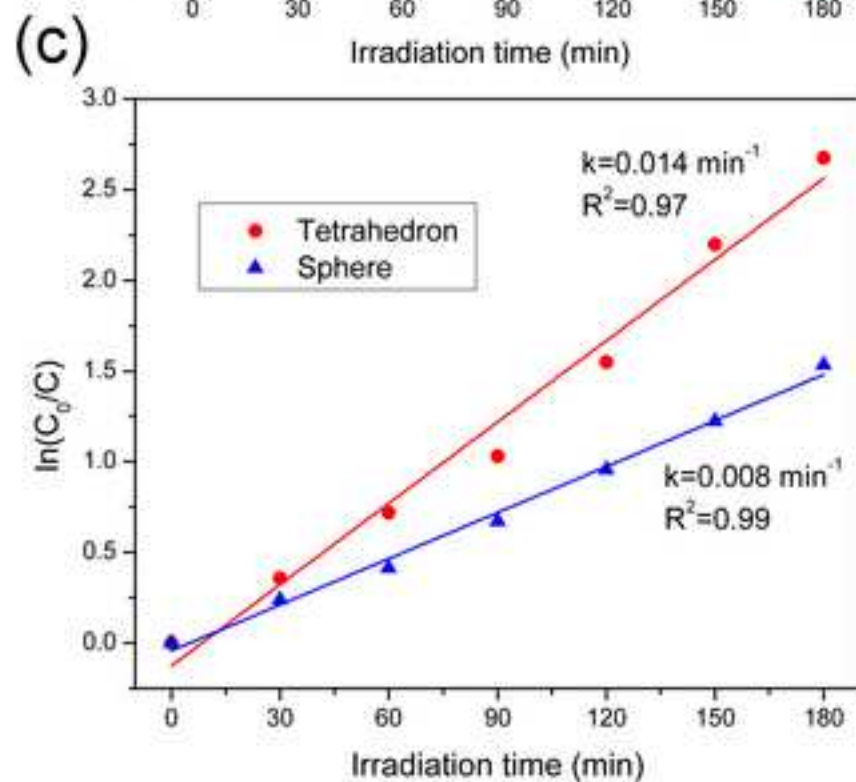 0 30 60 90 120 150 180
Irradiation time (min)
(c)
3.0
2.5
2.0
1.5
1.0
0.5
0.0
ln(C₀/C)
k=0.014 min⁻¹
R²=0.97
Tetrahedron
Sphere
k=0.008 min⁻¹
R²=0.99
0 30 60 90 120 150 180
Irradiation time (min)